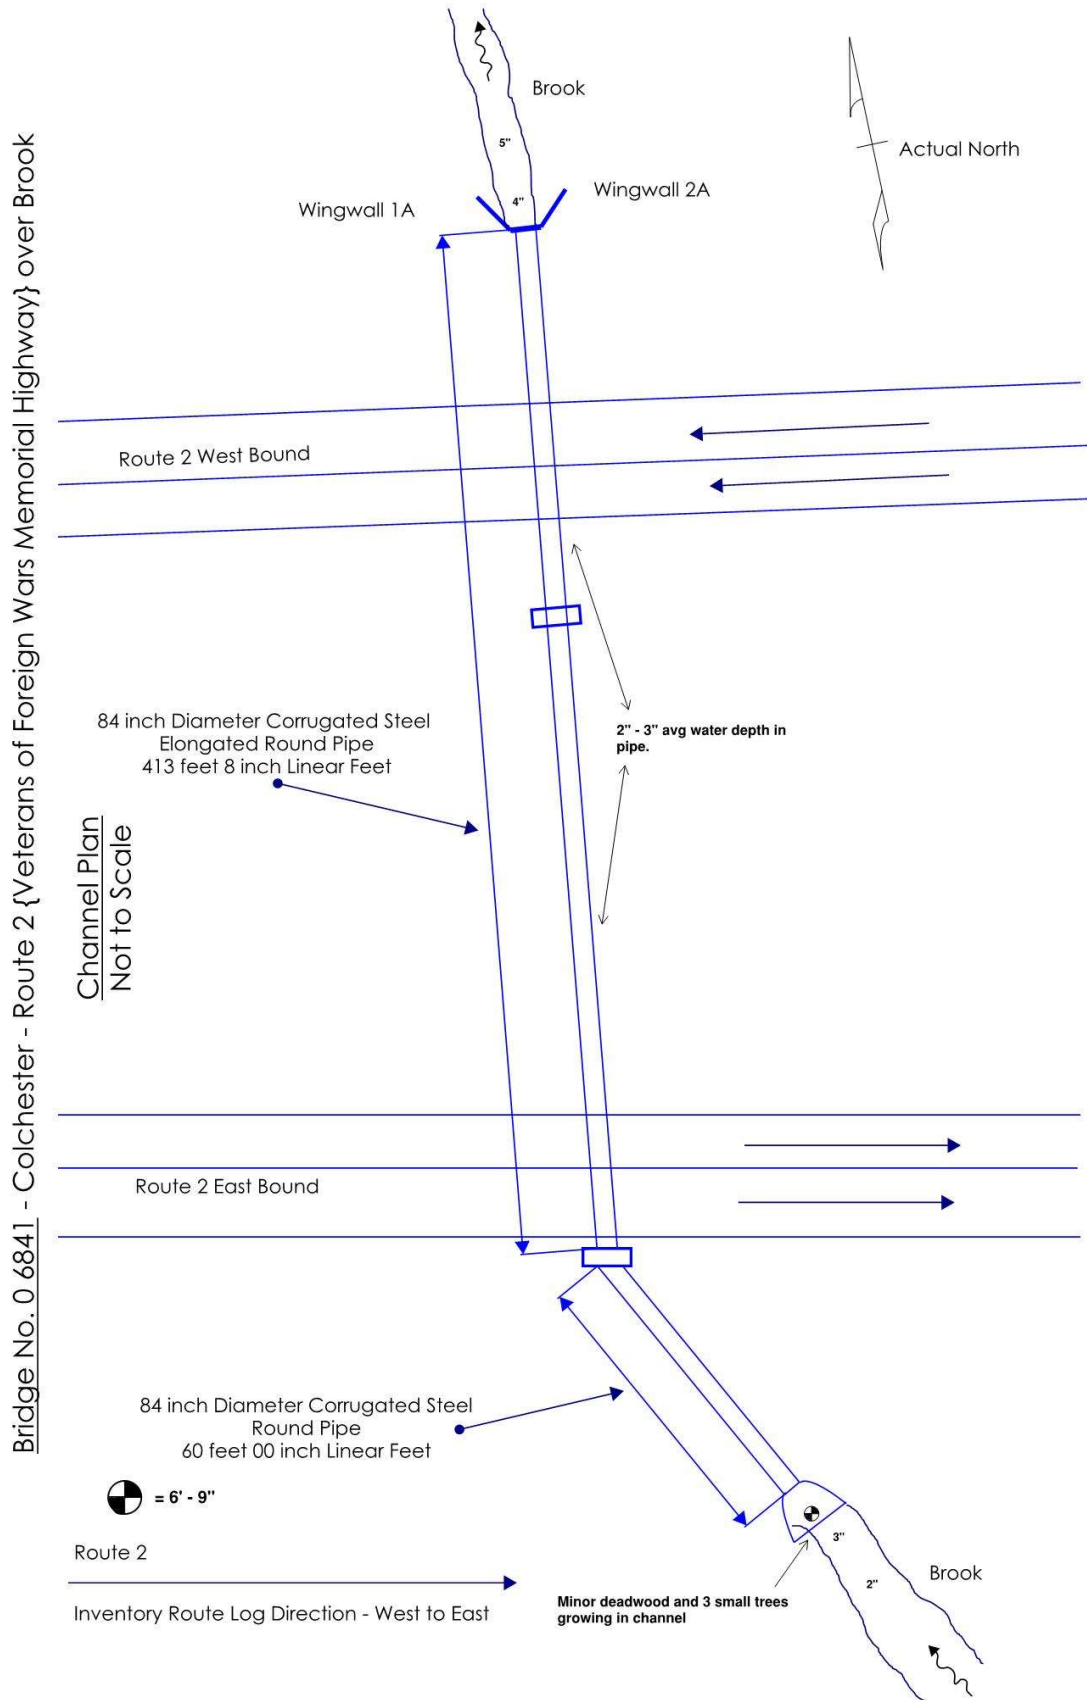 Bridge No. 0 6841 - Colchester - Route 2 {Veterans of Foreign Wars Memorial Highway} over Brook
Brook
5"
Actual North
4"
Wingwall 1A
Wingwall 2A
Route 2 West Bound
84 inch Diameter Corrugated Steel
Elongated Round Pipe
413 feet 8 inch Linear Feet
2" - 3" avg water depth in
pipe.
Channel Plan
Not to Scale
Route 2 East Bound
84 inch Diameter Corrugated Steel
Round Pipe
60 feet 00 inch Linear Feet
= 6' - 9"
3"
Route 2
2"
Brook
Inventory Route Log Direction - West to East
Minor deadwood and 3 small trees
growing in channel